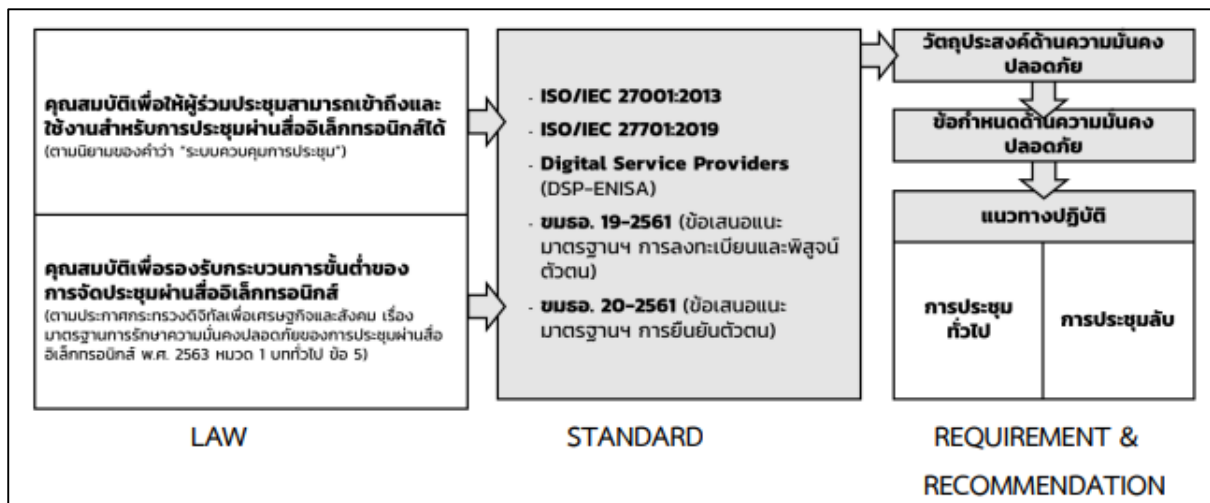 คุณสมบัติเพื่อให้ผู้ร่วมประชุมสามารถเข้าถึงและ
ใช้งานสำหรับการประชุมผ่านสื่ออิเล็กทรอนิกส์ได้
(ตามนิยามของคำว่า "ระบบควบคุมการประชุม")
คุณสมบัติเพื่อรองรับกระบวนการขั้นต่ำของ
การจัดประชุมผ่านสื่ออิเล็กทรอนิกส์
(ตามประกาศกระทรวงดิจิทัลเพื่อเศรษฐกิจและสังคม เรื่อง
มาตรฐานการรักษาความมั่นคงปลอดภัยของการประชุมผ่านสื่อ
อิเล็กทรอนิกส์ พ.ศ. 2563 หมวด 1 บททั่วไป ข้อ 5)
LAW
- ISO/IEC 27001:2013
- ISO/IEC 27701:2019
- Digital Service Providers
(DSP-ENISA)
- ขมธอ. 19-2561 (ข้อเสนอแนะ
มาตรฐานฯ การลงทะเบียนและพิสูจน์
ตัวตน)
- ขมธอ. 20-2561 (ข้อเสนอแนะ
มาตรฐานฯ การยืนยันตัวตน)
STANDARD
วัตถุประสงค์ด้านความมั่นคง
ปลอดภัย
ข้อกำหนดด้านความมั่นคง
ปลอดภัย
แนวทางปฏิบัติ
การประชุม
ทั่วไป
การประชุมลับ
REQUIREMENT &
RECOMMENDATION